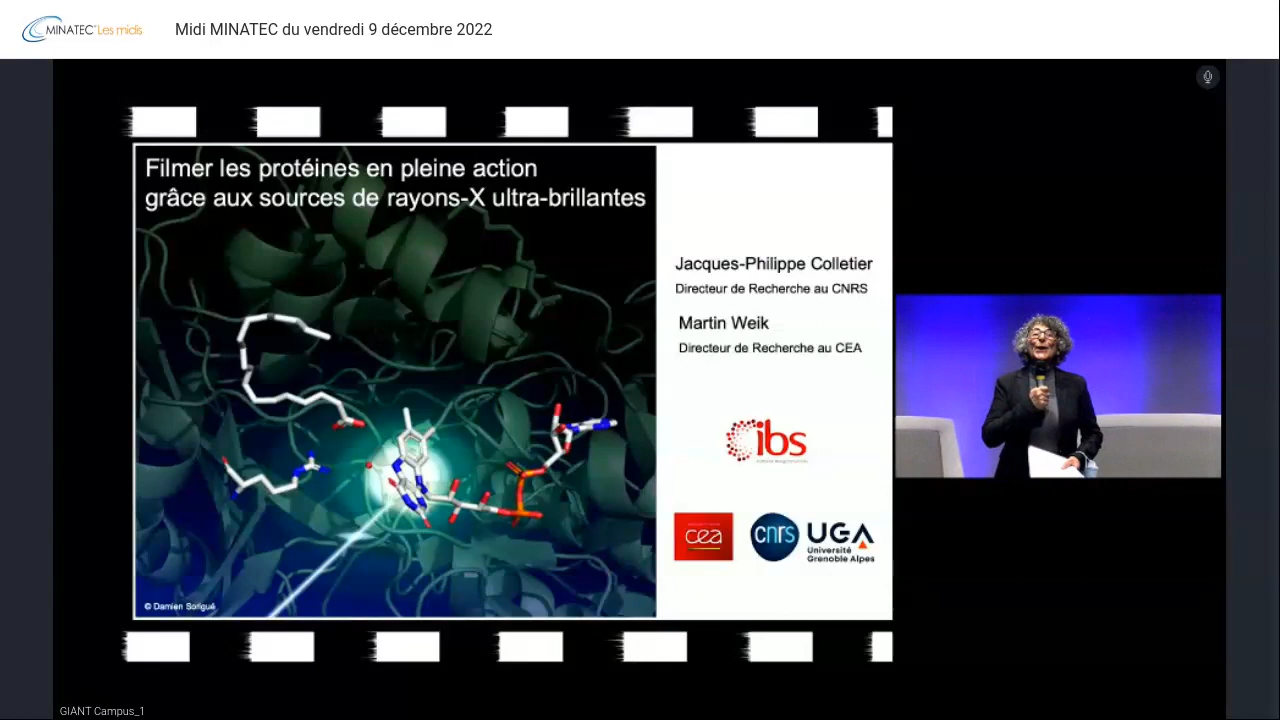 MINATEC Les midis
Midi MINATEC du vendredi 9 décembre 2022
Filmer les protéines en pleine action
grâce aux sources de rayons-X ultra-brillantes
Jacques-Philippe Colletier
Directeur de Recherche au CNRS
Martin Weik
Directeur de Recherche au CEA
ibs
cea
cnrs
UGA
Université
Grenoble Alpes
© Damien Sorigué
GIANT Campus_1